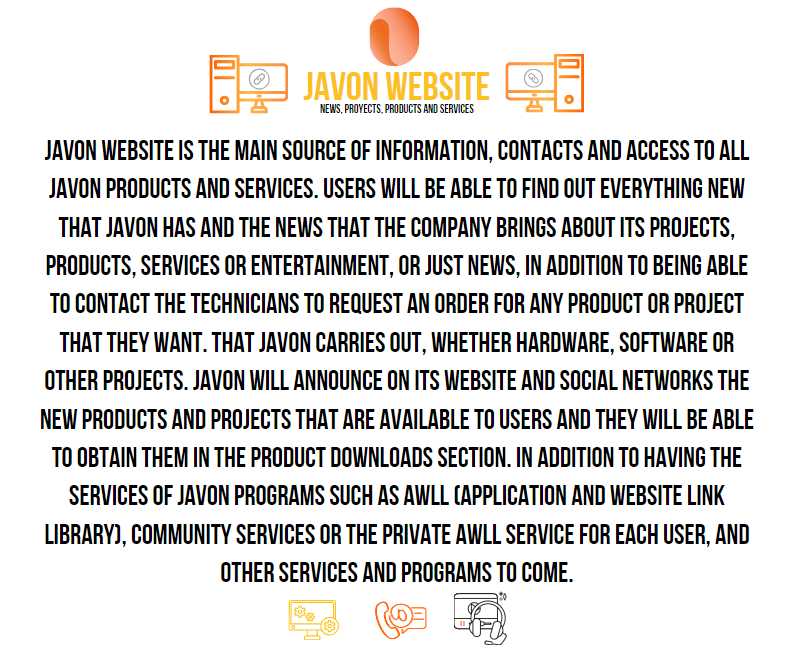 JAVON WEBSITE
NEWS, PROYECTS, PRODUCTS AND SERVICES
JAVON WEBSITE IS THE MAIN SOURCE OF INFORMATION, CONTACTS AND ACCESS TO ALL
JAVON PRODUCTS AND SERVICES. USERS WILL BE ABLE TO FIND OUT EVERYTHING NEW
THAT JAVON HAS AND THE NEWS THAT THE COMPANY BRINGS ABOUT ITS PROJECTS,
PRODUCTS, SERVICES OR ENTERTAINMENT, OR JUST NEWS, IN ADDITION TO BEING ABLE
TO CONTACT THE TECHNICIANS TO REQUEST AN ORDER FOR ANY PRODUCT OR PROJECT
THAT THEY WANT. THAT JAVON CARRIES OUT, WHETHER HARDWARE, SOFTWARE OR
OTHER PROJECTS. JAVON WILL ANNOUNCE ON ITS WEBSITE AND SOCIAL NETWORKS THE
NEW PRODUCTS AND PROJECTS THAT ARE AVAILABLE TO USERS AND THEY WILL BE ABLE
TO OBTAIN THEM IN THE PRODUCT DOWNLOADS SECTION. IN ADDITION TO HAVING THE
SERVICES OF JAVON PROGRAMS SUCH AS AWLL (APPLICATION AND WEBSITE LINK
LIBRARY), COMMUNITY SERVICES OR THE PRIVATE AWLL SERVICE FOR EACH USER, AND
OTHER SERVICES AND PROGRAMS TO COME.